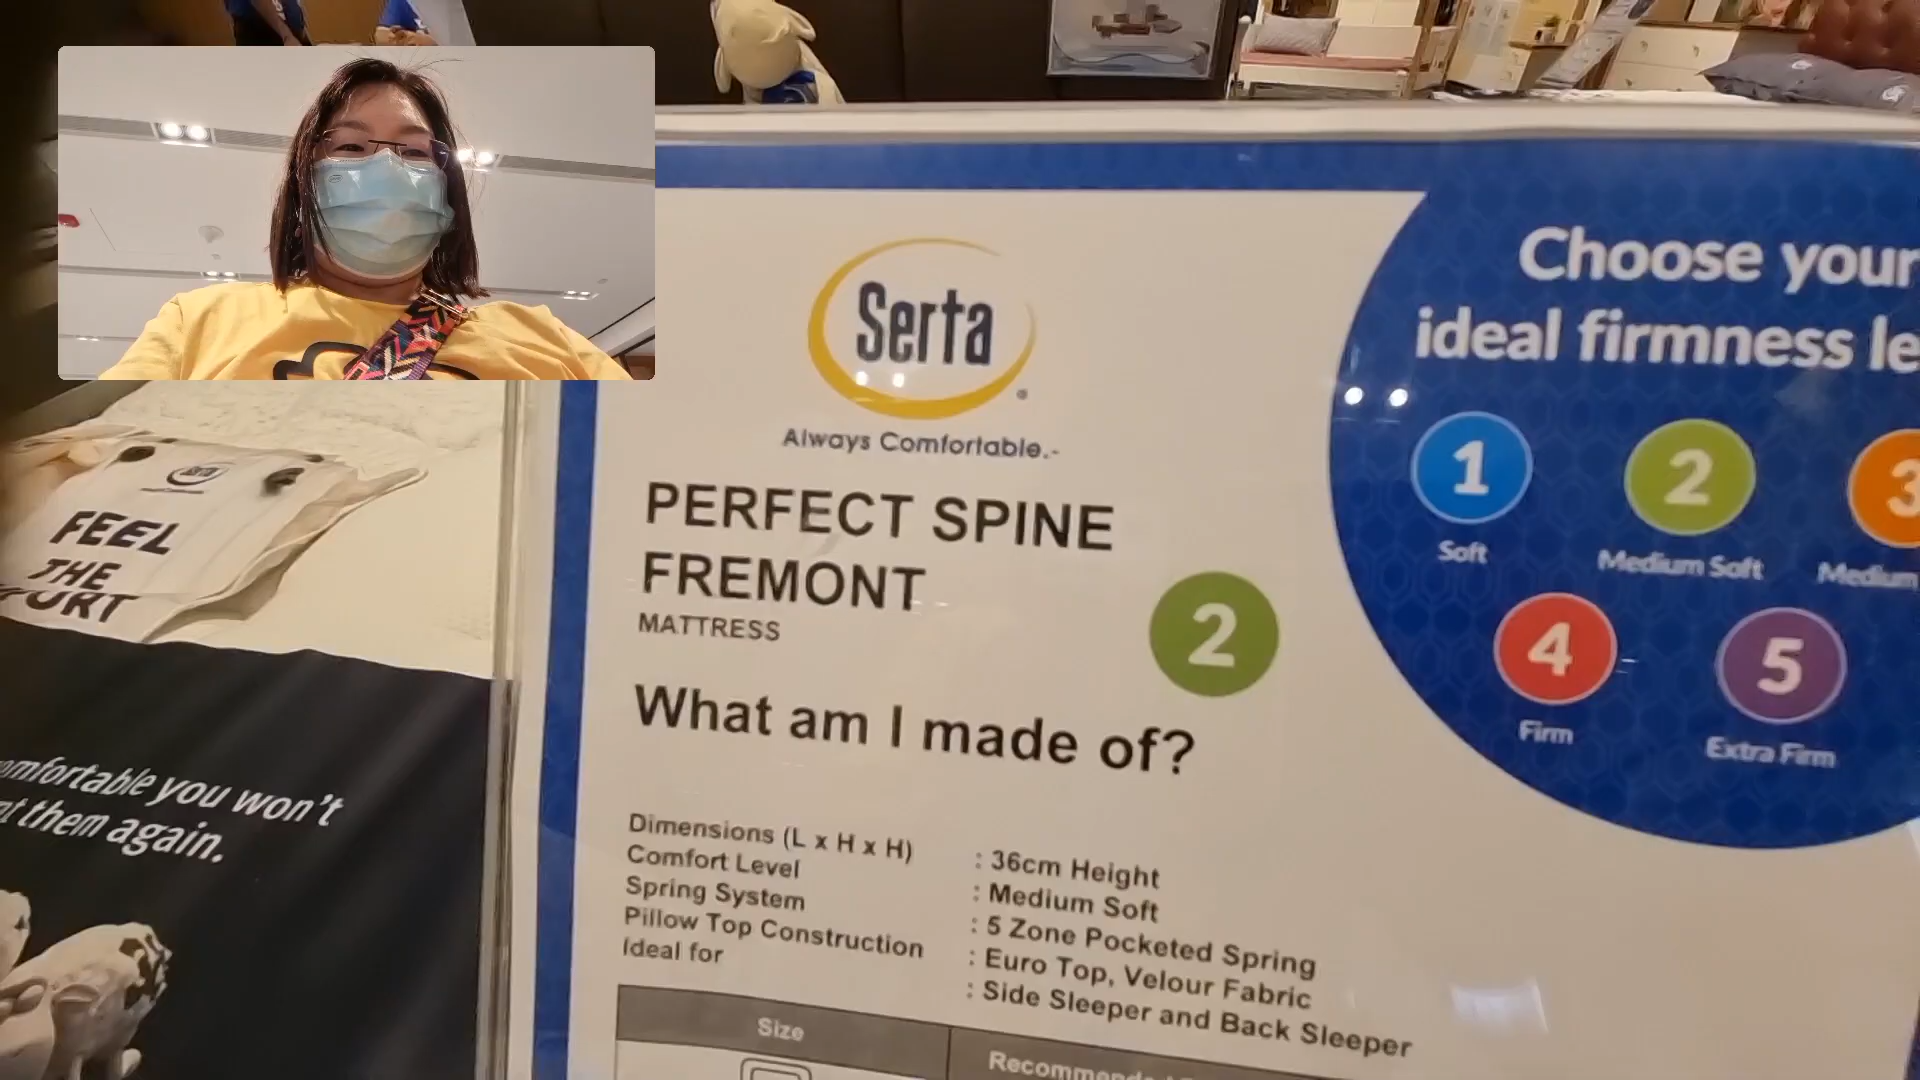 Serta
Always Comfortable.-
PERFECT SPINE
FREMONT
MATTRESS
2
What am I made of?
Dimensions (L x H x H) : 36cm Height
Comfort Level : Medium Soft
Spring System : 5 Zone Pocketed Spring
Pillow Top Construction : Euro Top, Velour Fabric
Ideal for : Side Sleeper and Back Sleeper
Size
Choose your
ideal firmness
1
Soft
2
Medium Soft
3
Medium
4
Firm
5
Extra Firm
Serta
FEEL
THE
you won't
them again.